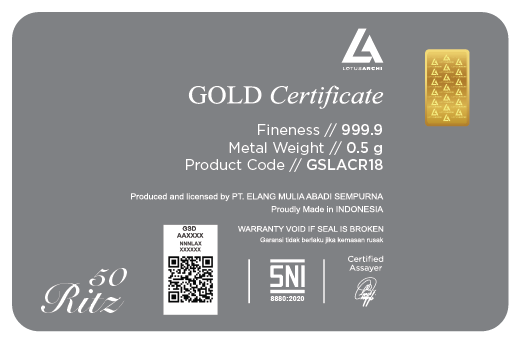 LOTUSARCHI
GOLD Certificate
Fineness // 999.9
Metal Weight // 0.5 g
Product Code // GSLACR18
Produced and licensed by PT. ELANG MULIA ABADI SEMPURNA
Proudly Made in INDONESIA
WARRANTY VOID IF SEAL IS BROKEN
Garansi tidak berlaku jika kemasan rusak
GSD
AAXXXX
NNNLAX
XXXXXX
SNI
8880:2020
Certified
Assayer
50
Ritz